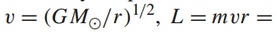 v = (GM⊙/r)^{1/2}, L = mvr =